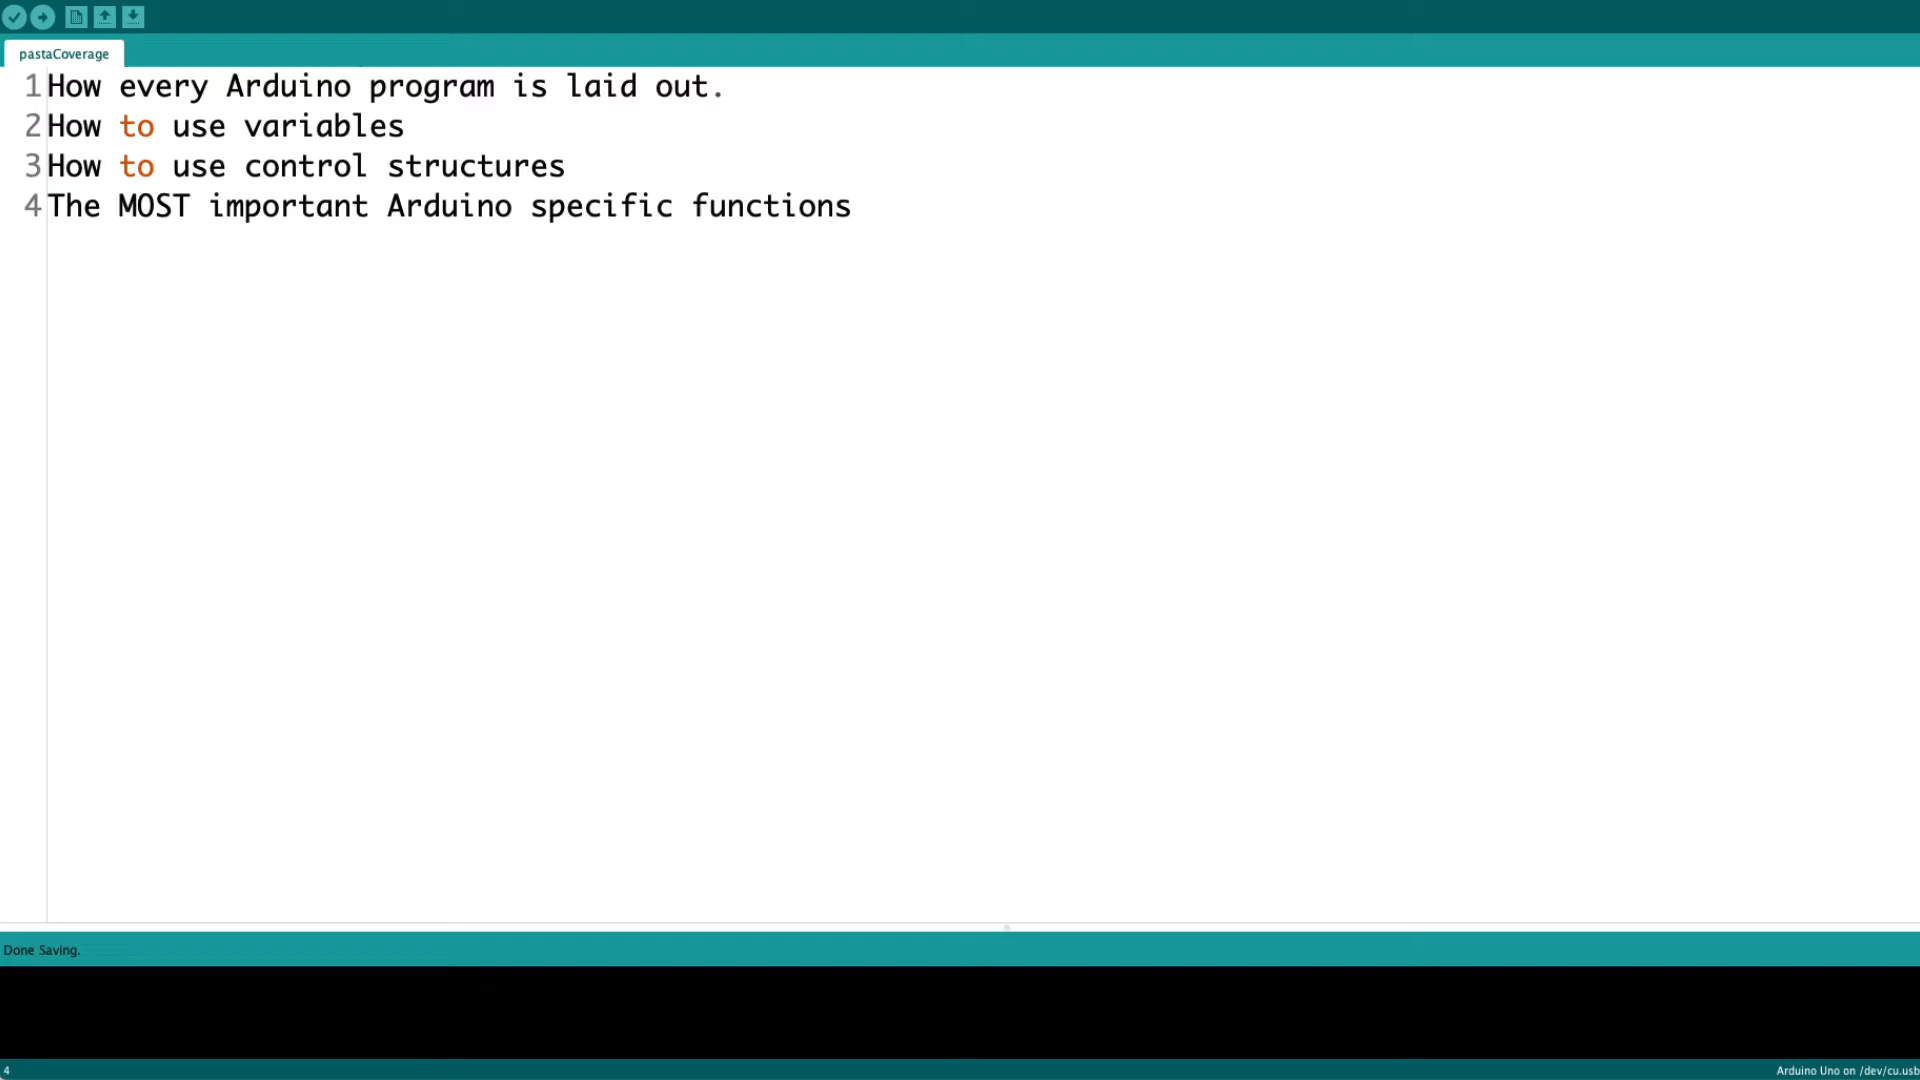 pastaCoverage
1 How every Arduino program is laid out.
2 How to use variables
3 How to use control structures
4 The MOST important Arduino specific functions
Done Saving.
4
Arduino Uno on /dev/cu.usb